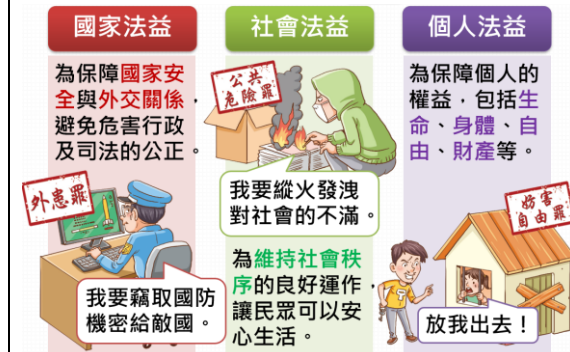 國家法益
為保障國家安
全與外交關係，
避免危害行政
及司法的公正。
外患罪
我要竊取國防
機密給敵國。
社會法益
公共
危險罪
我要縱火發洩
對社會的不滿。
為維持社會秩
序的良好運作，
讓民眾可以安
心生活。
個人法益
為保障個人的
權益，包括生
命、身體、自
由、財產等。
妨害
自由罪
放我出去！